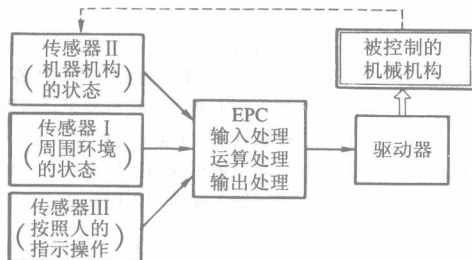 传感器Ⅱ
(机器机构
的状态)
传感器Ⅰ
(周围环境
的状态)
传感器Ⅲ
(按照人的
指示操作)
EPC
输入处理
运算处理
输出处理
被控制的
机械机构
驱动器